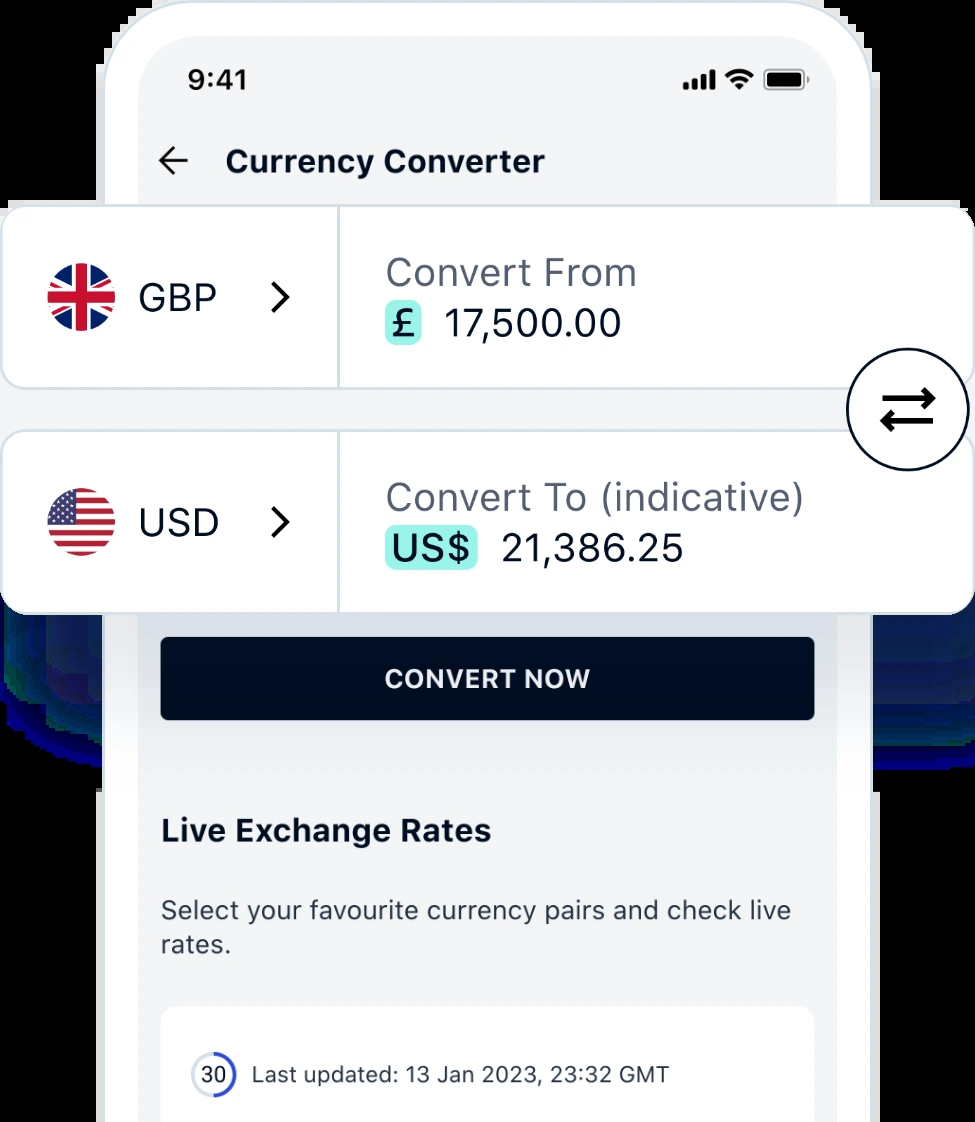 9:41
Currency Converter
GBP
Convert From
£ 17,500.00
USD
Convert To (indicative)
US$ 21,386.25
CONVERT NOW
Live Exchange Rates
Select your favourite currency pairs and check live
rates.
30 Last updated: 13 Jan 2023, 23:32 GMT